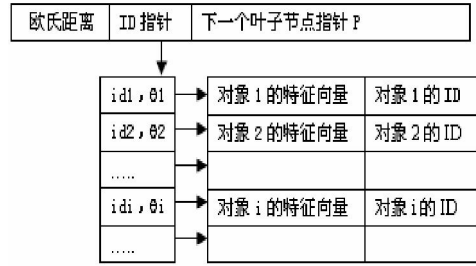 欧氏距离 ID指针 下一个叶子节点指针P
id1,θ1 对象1的特征向量 对象1的ID
id2,θ2 对象2的特征向量 对象2的ID
.....
idi,θi 对象i的特征向量 对象i的ID
.....